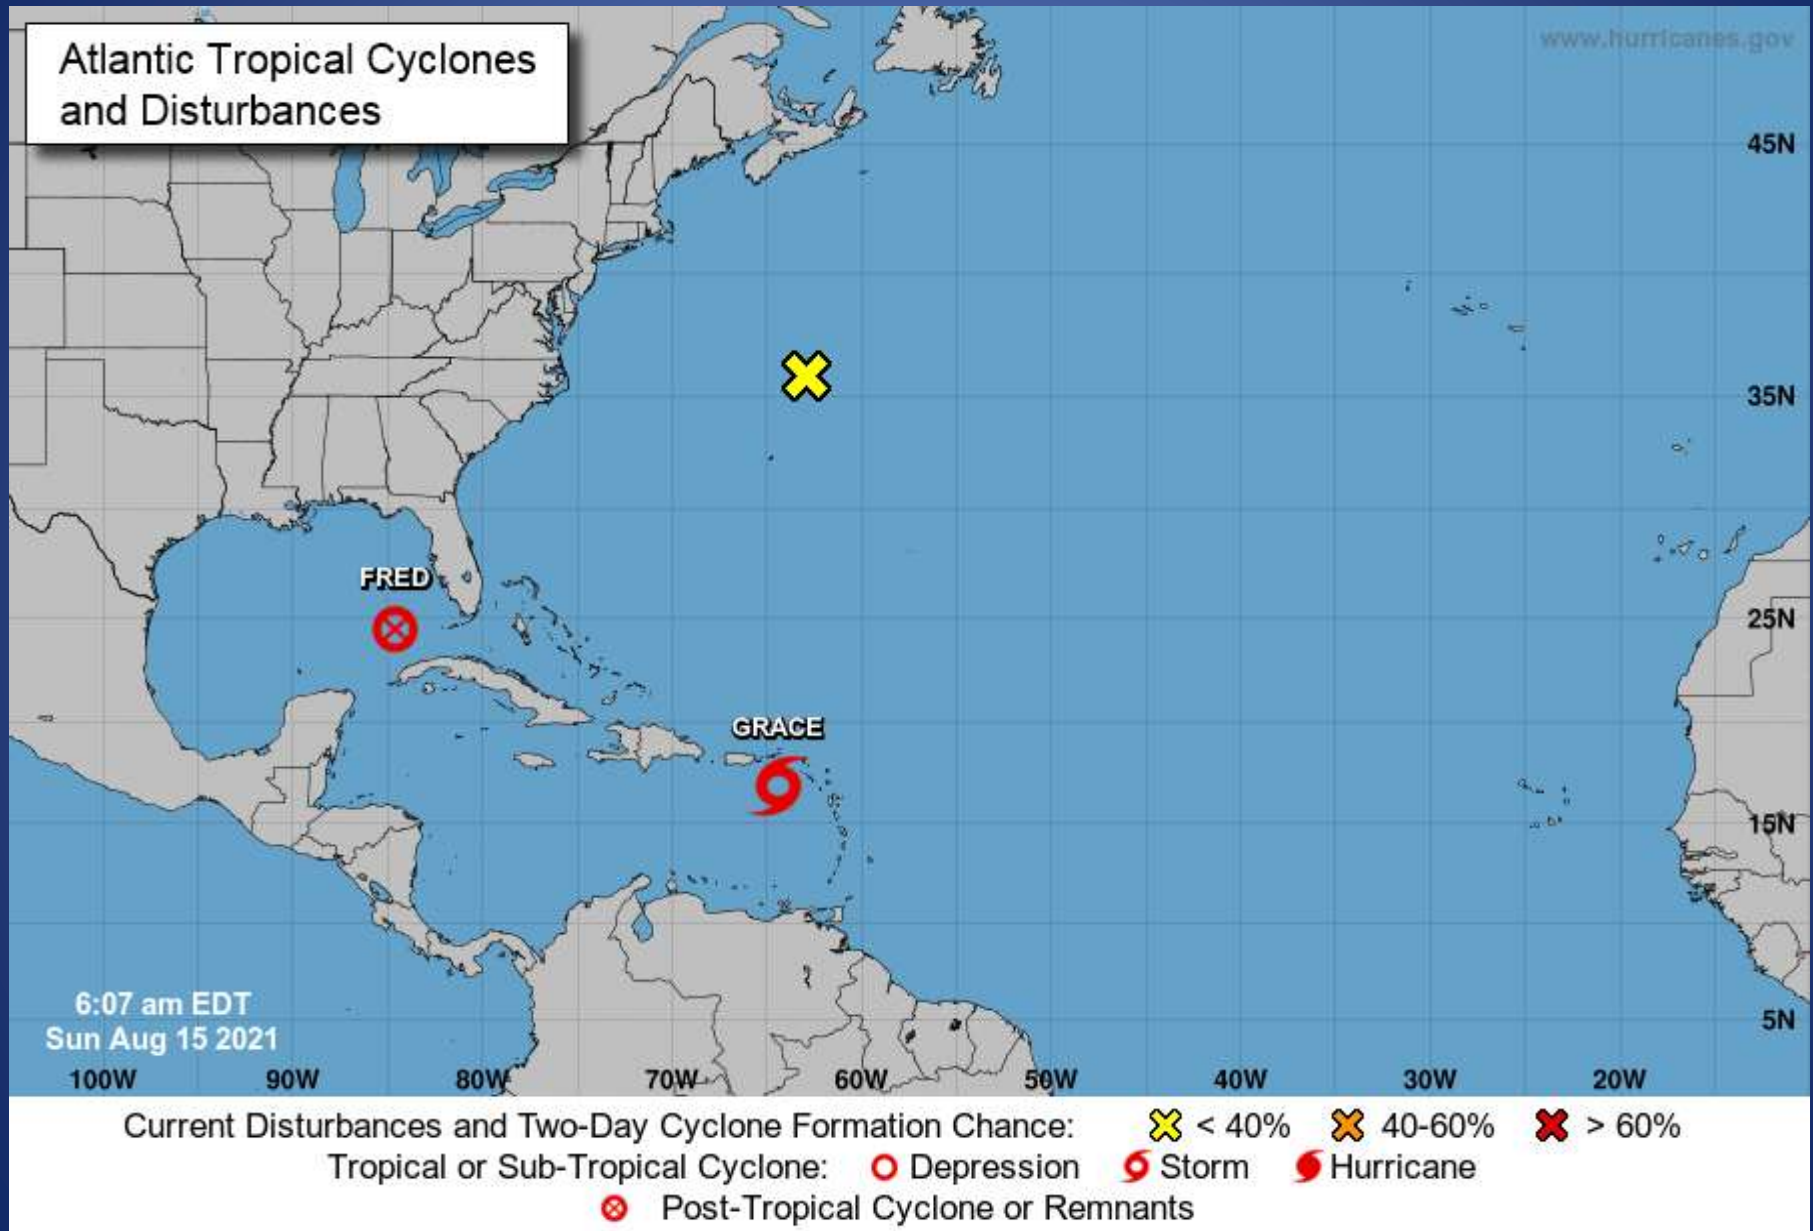 Atlantic Tropical Cyclones
and Disturbances
www.hurricanes.gov
45N
35N
FRED
25N
GRACE
15N
6:07 am EDT
Sun Aug 15 2021
5N
100W 90W 80W 70W 60W 50W 40W 30W 20W
Current Disturbances and Two-Day Cyclone Formation Chance: < 40% 40-60% > 60%
Tropical or Sub-Tropical Cyclone: Depression Storm Hurricane
Post-Tropical Cyclone or Remnants